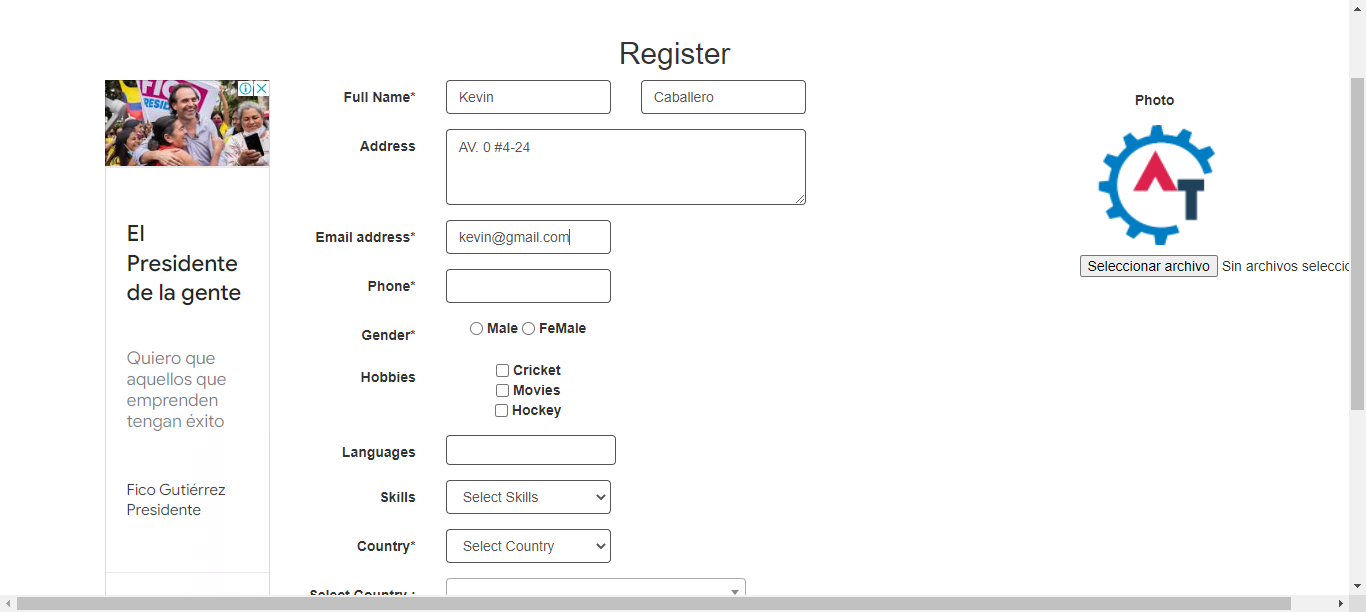 Register
FICO
PRESIDE
El
Presidente
de la gente
Quiero que
aquellos que
emprenden
tengan éxito
Fico Gutiérrez
Presidente
Full Name* Kevin Caballero
Address AV. 0 #4-24
Email address* kevin@gmail.com
Phone*
Gender* Male FeMale
Hobbies Cricket
Movies
Hockey
Languages
Skills Select Skills
Country* Select Country
Select Country :
Photo
AT
Seleccionar archivo Sin archivos selecci